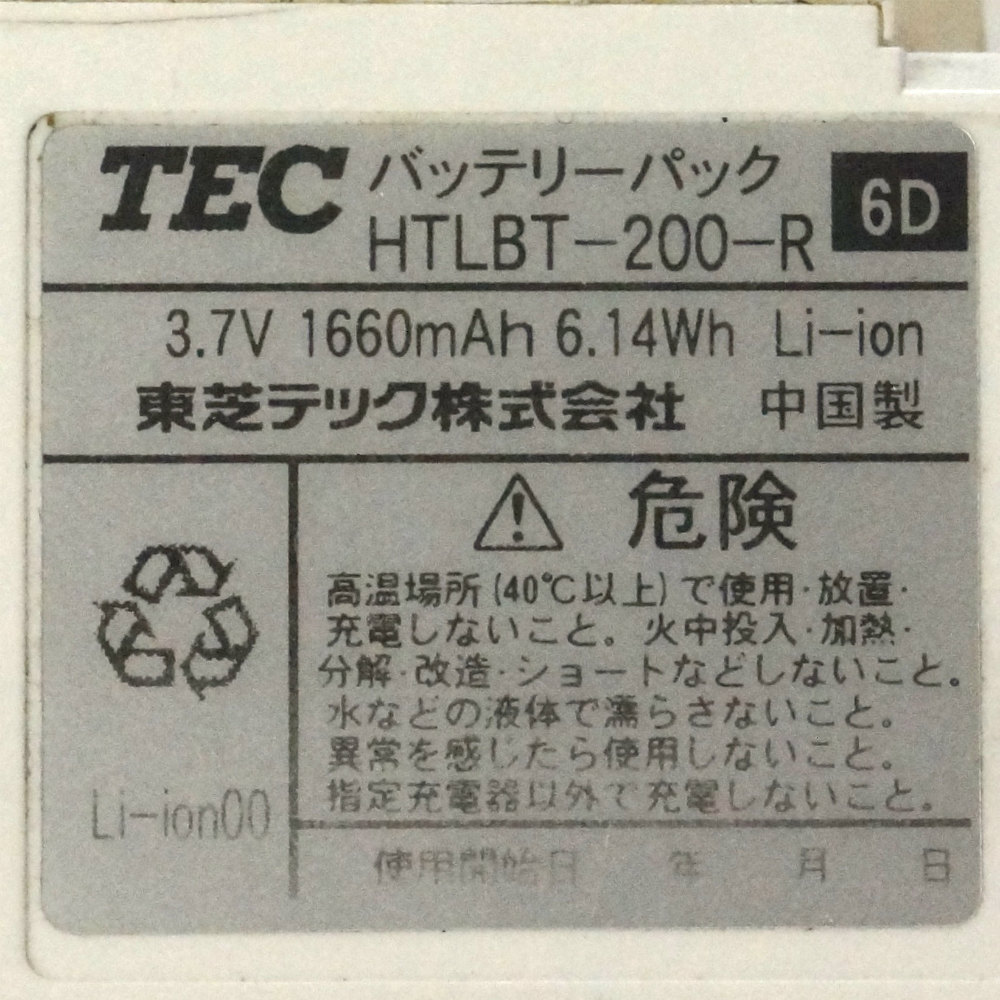 TEC バッテリーパック 6D
HTLBT-200-R
3.7V 1660mAh 6.14Wh Li-ion
東芝テック株式会社 中国製
⚠ 危険
高温場所(40℃以上)で使用・放置・
充電しないこと。火中投入・加熱・
分解・改造・ショートなどしないこと。
水などの液体で濡らさないこと。
異常を感じたら使用しないこと。
指定充電器以外で充電しないこと。
Li-ion00
使用開始日 年 月 日